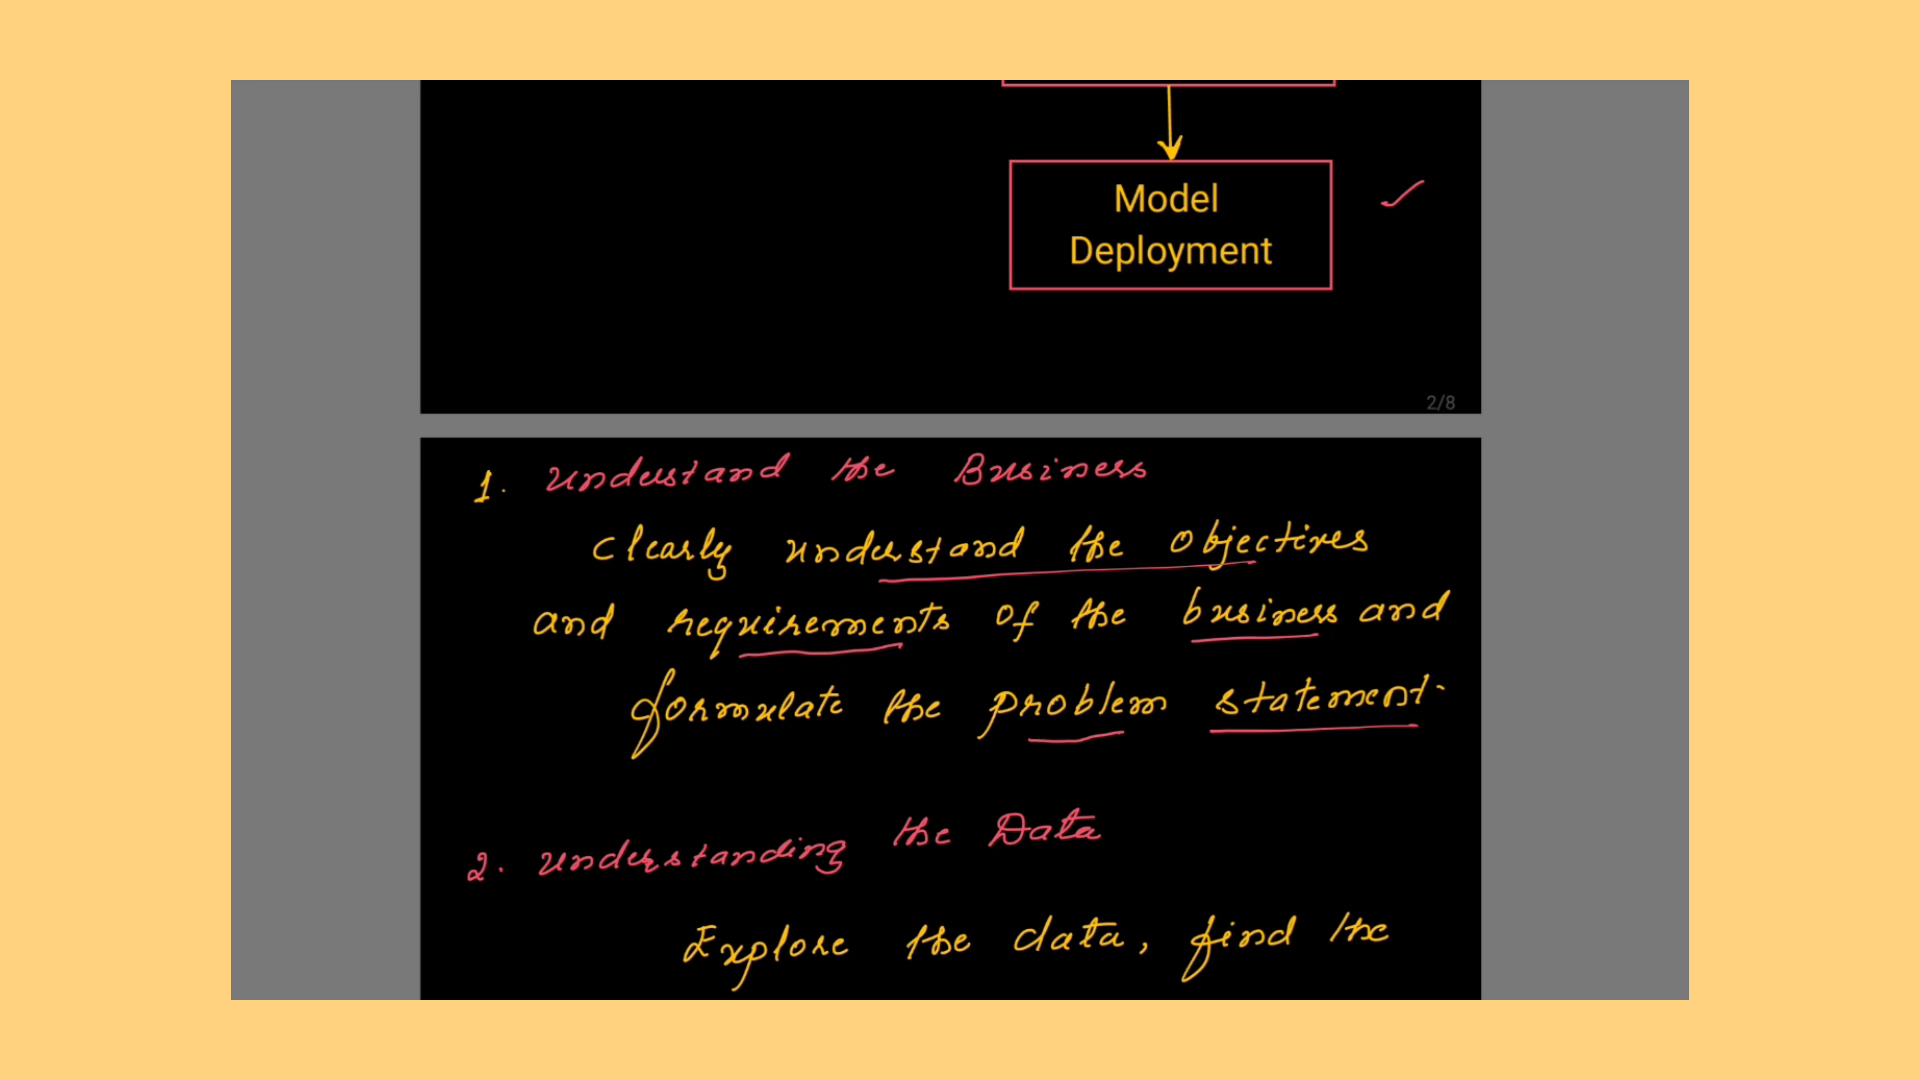 Model
Deployment
2/8
1. Understand the Business
Clearly understand the objectives
and requirements of the business and
formulate the problem statement.
2. Understanding the Data
Explore the data, find the